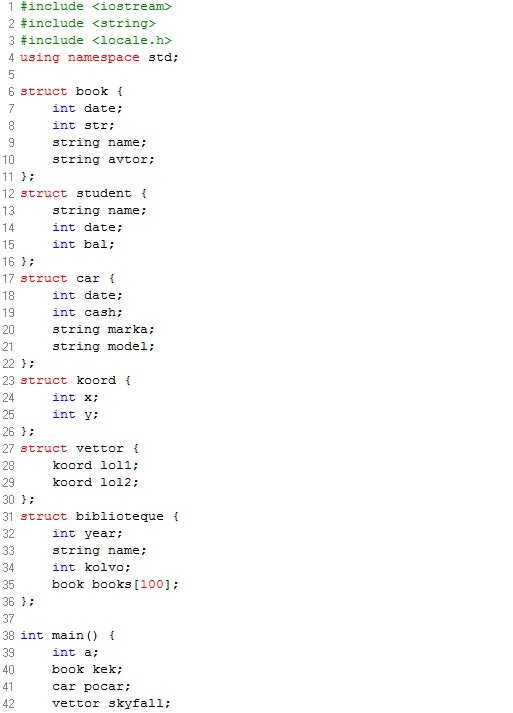 1 #include <iostream>
2 #include <string>
3 #include <locale.h>
4 using namespace std;
5
6 struct book {
7     int date;
8     int str;
9     string name;
10     string avtor;
11 };
12 struct student {
13     string name;
14     int date;
15     int bal;
16 };
17 struct car {
18     int date;
19     int cash;
20     string marka;
21     string model;
22 };
23 struct koord {
24     int x;
25     int y;
26 };
27 struct vettor {
28     koord lol1;
29     koord lol2;
30 };
31 struct biblioteque {
32     int year;
33     string name;
34     int kolvo;
35     book books[100];
36 };
37
38 int main() {
39     int a;
40     book kek;
41     car pocar;
42     vettor skyfall;